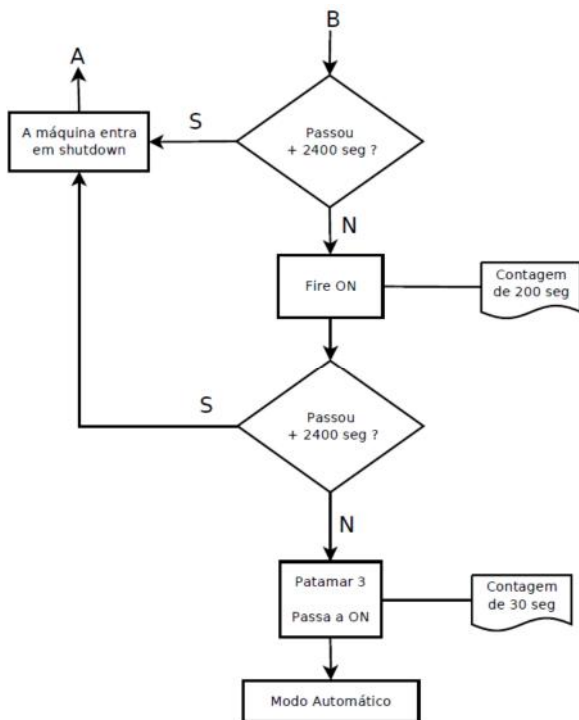 B
A
A máquina entra
em shutdown
S
Passou
+ 2400 seg ?
N
Fire ON
Contagem
de 200 seg
S
Passou
+ 2400 seg ?
N
Patamar 3
Passa a ON
Contagem
de 30 seg
Modo Automático